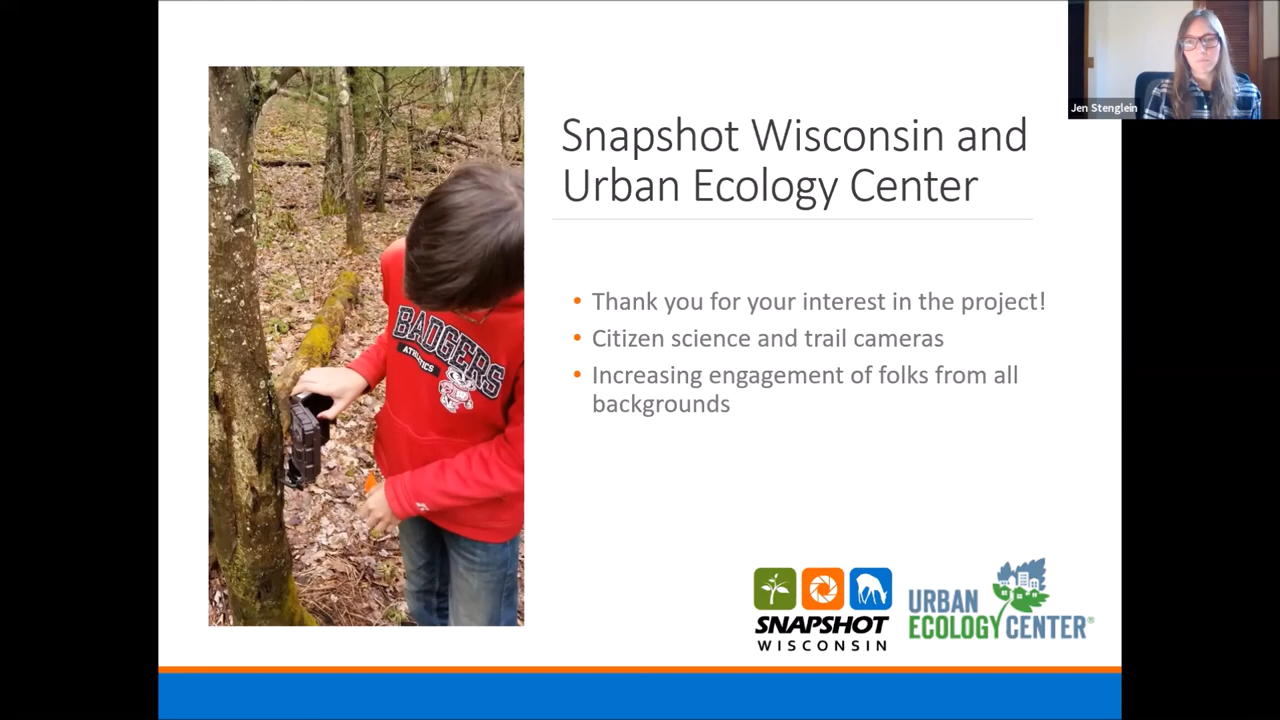 Jen Stenglein
Snapshot Wisconsin and
Urban Ecology Center
• Thank you for your interest in the project!
• Citizen science and trail cameras
• Increasing engagement of folks from all
backgrounds
BADGERS
ATHLETICS
SNAPSHOT
WISCONSIN
URBAN
ECOLOGY CENTER®